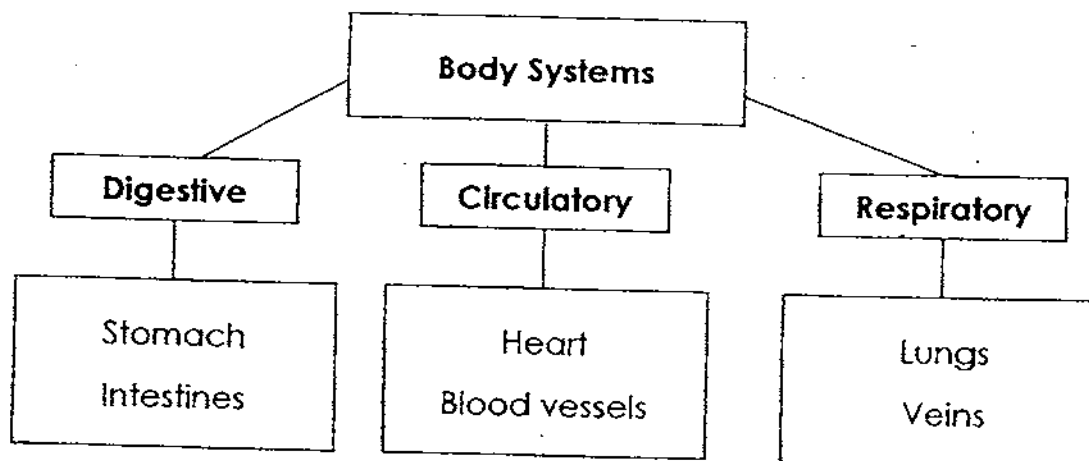 Body Systems
Digestive
Circulatory
Respiratory
Stomach
Intestines
Heart
Blood vessels
Lungs
Veins